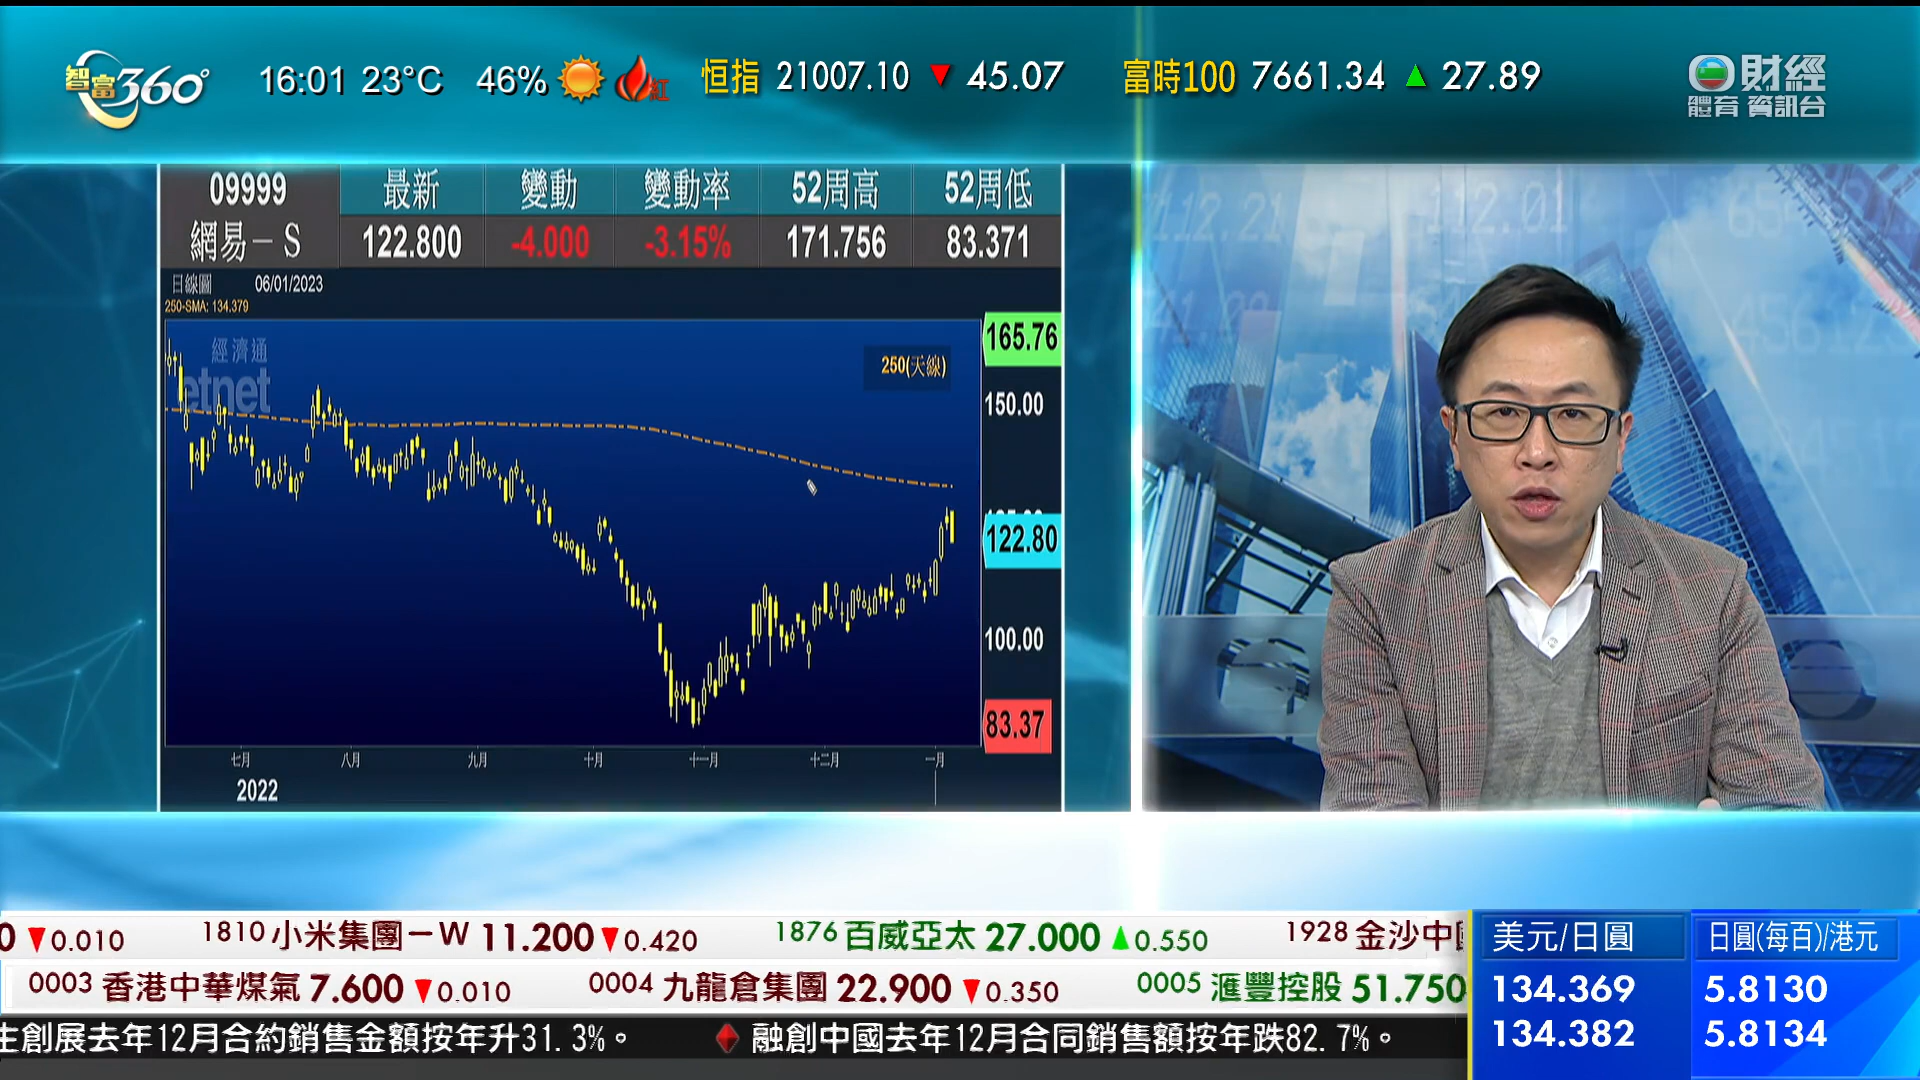 智富360°
16:01 23°C 46% 紅
恒指 21007.10 ▼ 45.07
富時100 7661.34 ▲ 27.89
財經
體育 資訊台
09999 最新 變動 變動率 52周高 52周低
網易－S 122.800 -4.000 -3.15% 171.756 83.371
日線圖 06/01/2023
250-SMA: 134.379
經濟通
etnet
250(天線)
165.76
150.00
122.80
100.00
83.37
七月 八月 九月 十月 十一月 十二月 一月
2022
0 ▼0.010 1810 小米集團－W 11.200 ▼0.420 1876 百威亞太 27.000 ▲0.550 1928 金沙中
0003 香港中華煤氣 7.600 ▼0.010 0004 九龍倉集團 22.900 ▼0.350 0005 滙豐控股 51.750
生創展去年12月合約銷售金額按年升31.3%。 融創中國去年12月合同銷售額按年跌82.7%。
美元/日圓 日圓(每百)/港元
134.369 5.8130
134.382 5.8134